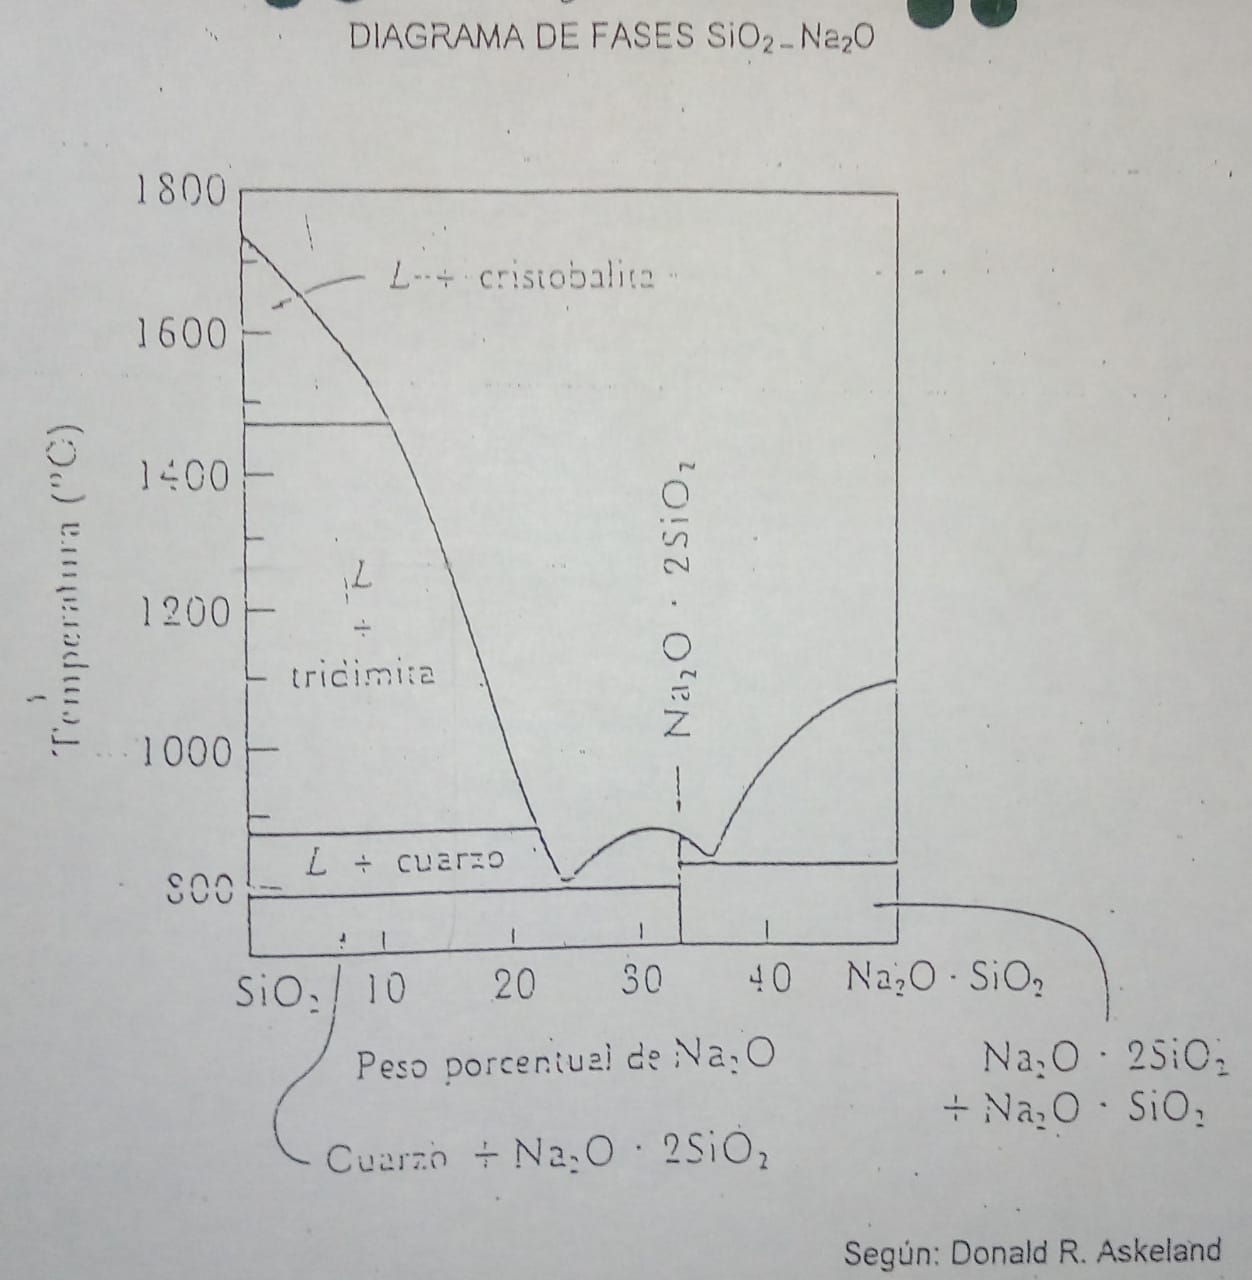 DIAGRAMA DE FASES SiO₂ - Na₂O
1800
L + cristobalita
1600
1400
Temperatura (°C)
Na₂O · 2SiO₂
L
+
tridimita
1200
1000
L + cuarzo
800
SiO₂ 10 20 30 40 Na₂O · SiO₂
Peso porcentual de Na₂O
Na₂O · 2SiO₂
+ Na₂O · SiO₂
Cuarzo + Na₂O · 2SiO₂
Según: Donald R. Askeland